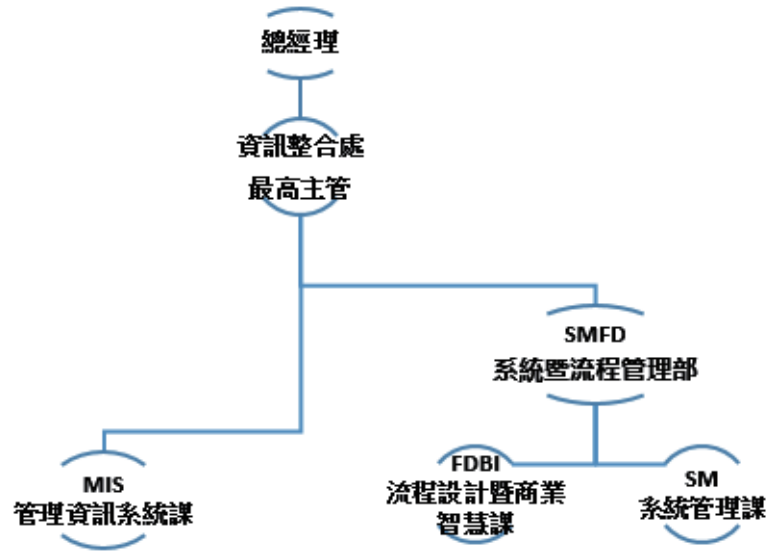 總經理
資訊整合處
最高主管
SMFD
系統暨流程管理部
MIS
管理資訊系統課
FDBI
流程設計暨商業
智慧課
SM
系統管理課